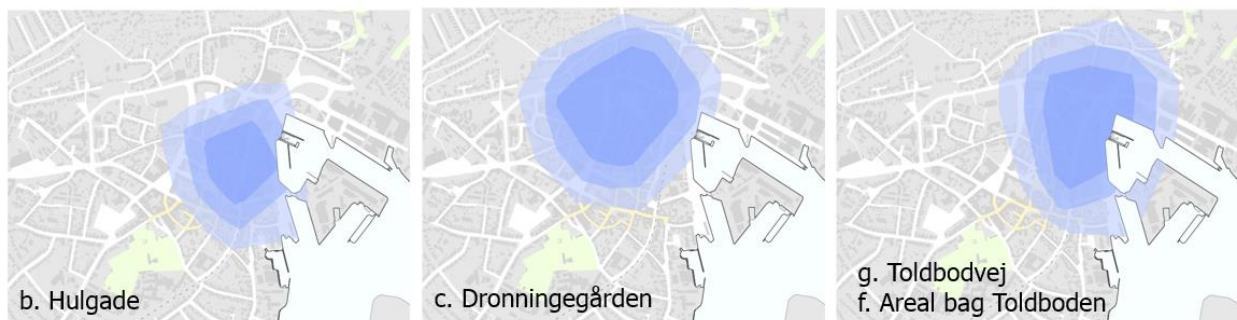 b. Hulgade
c. Dronningegården
g. Toldbodvej
f. Areal bag Toldboden